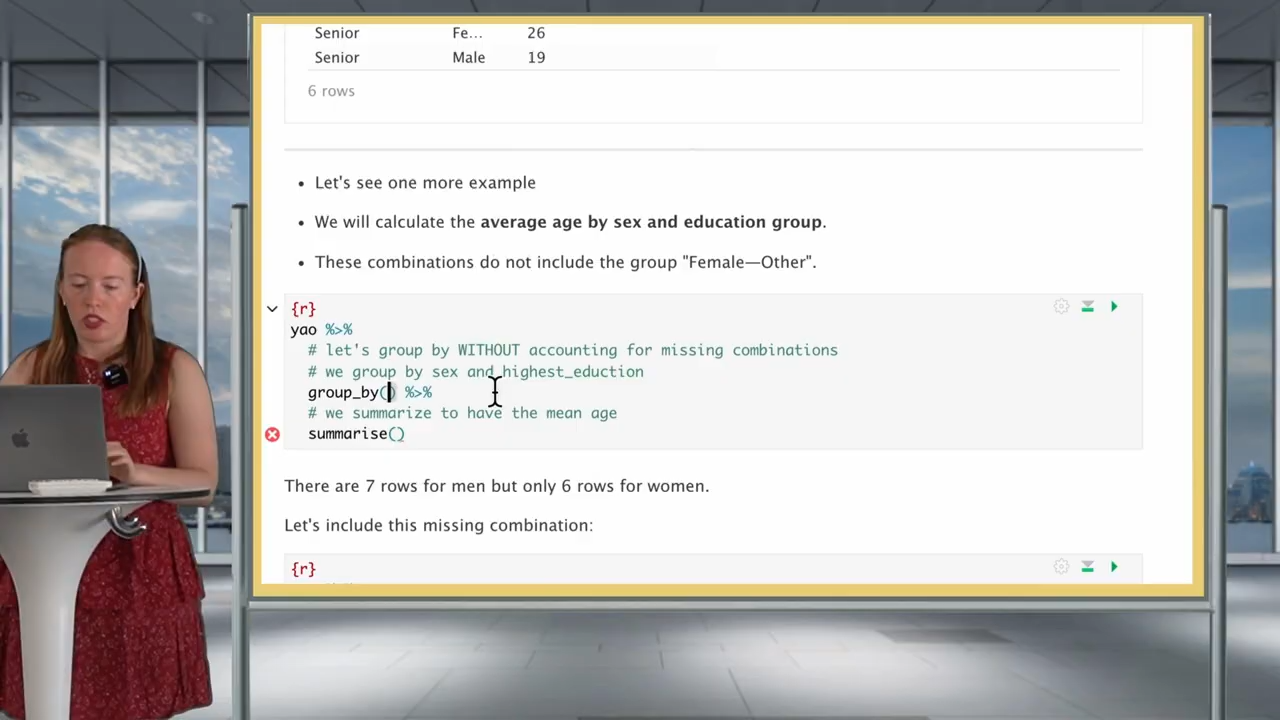 Senior Fe... 26
Senior Male 19
6 rows
• Let's see one more example
• We will calculate the average age by sex and education group.
• These combinations do not include the group "Female—Other".
{r}
yao %>%
# let's group by WITHOUT accounting for missing combinations
# we group by sex and highest_eduction
group_by() %>%
# we summarize to have the mean age
summarise()
There are 7 rows for men but only 6 rows for women.
Let's include this missing combination:
{r}